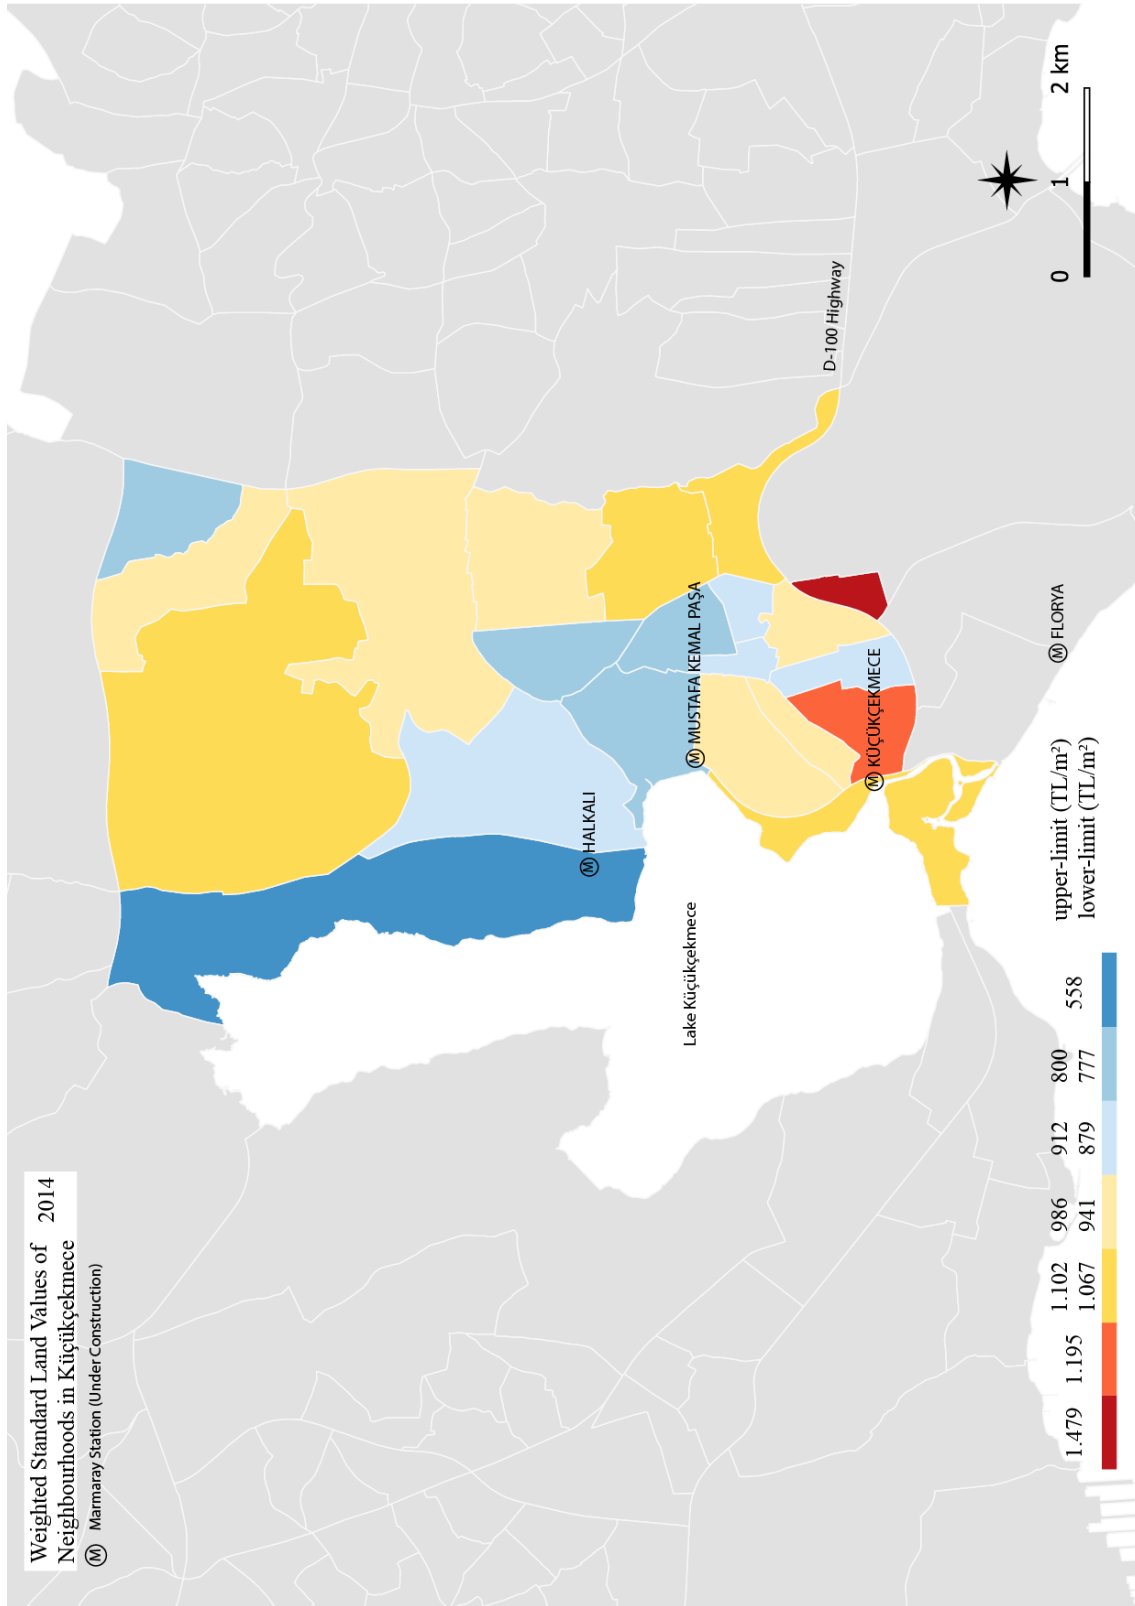 Weighted Standard Land Values of 2014
Neighbourhoods in Küçükçekmece
M Marmaray Station (Under Construction)
M HALKALI
M MUSTAFA KEMAL PAŞA
Lake Küçükçekmece
D-100 Highway
M KÜÇÜKÇEKMECE
M FLORYA
0 1 2 km
1.479 1.195 1.102 986 912 800 558 upper-limit (TL/m²)
1.067 941 879 777 lower-limit (TL/m²)